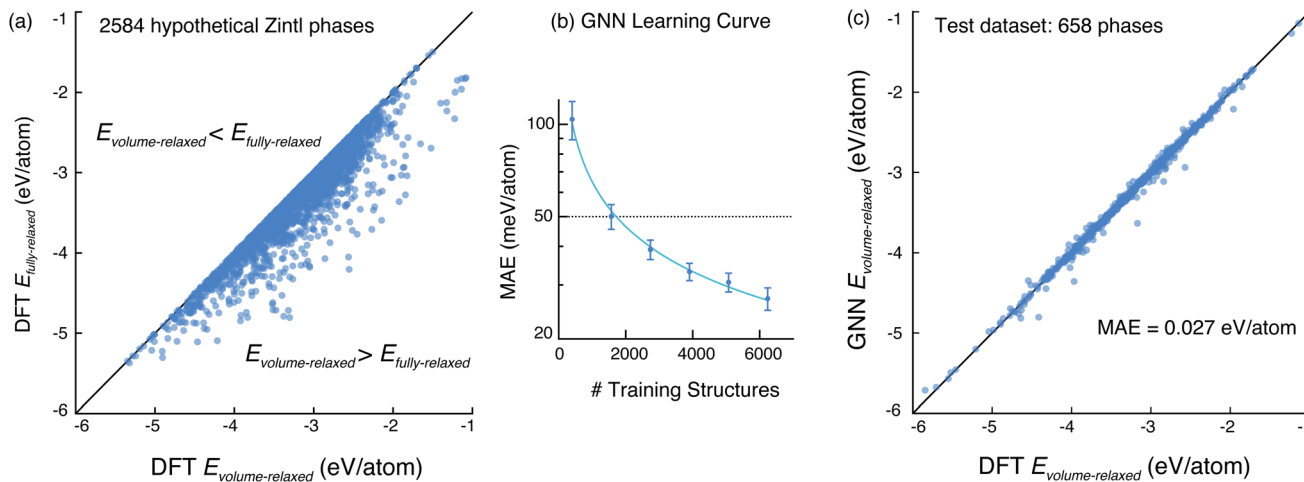 (a)
2584 hypothetical Zintl phases
E_volume-relaxed < E_fully-relaxed
E_volume-relaxed > E_fully-relaxed
DFT E_fully-relaxed (eV/atom)
-1
-2
-3
-4
-5
-6
-6 -5 -4 -3 -2 -1
DFT E_volume-relaxed (eV/atom)
(b) GNN Learning Curve
MAE (meV/atom)
100
50
20
0 2000 4000 6000
# Training Structures
(c)
Test dataset: 658 phases
MAE = 0.027 eV/atom
GNN E_volume-relaxed (eV/atom)
-1
-2
-3
-4
-5
-6
-6 -5 -4 -3 -2 -1
DFT E_volume-relaxed (eV/atom)